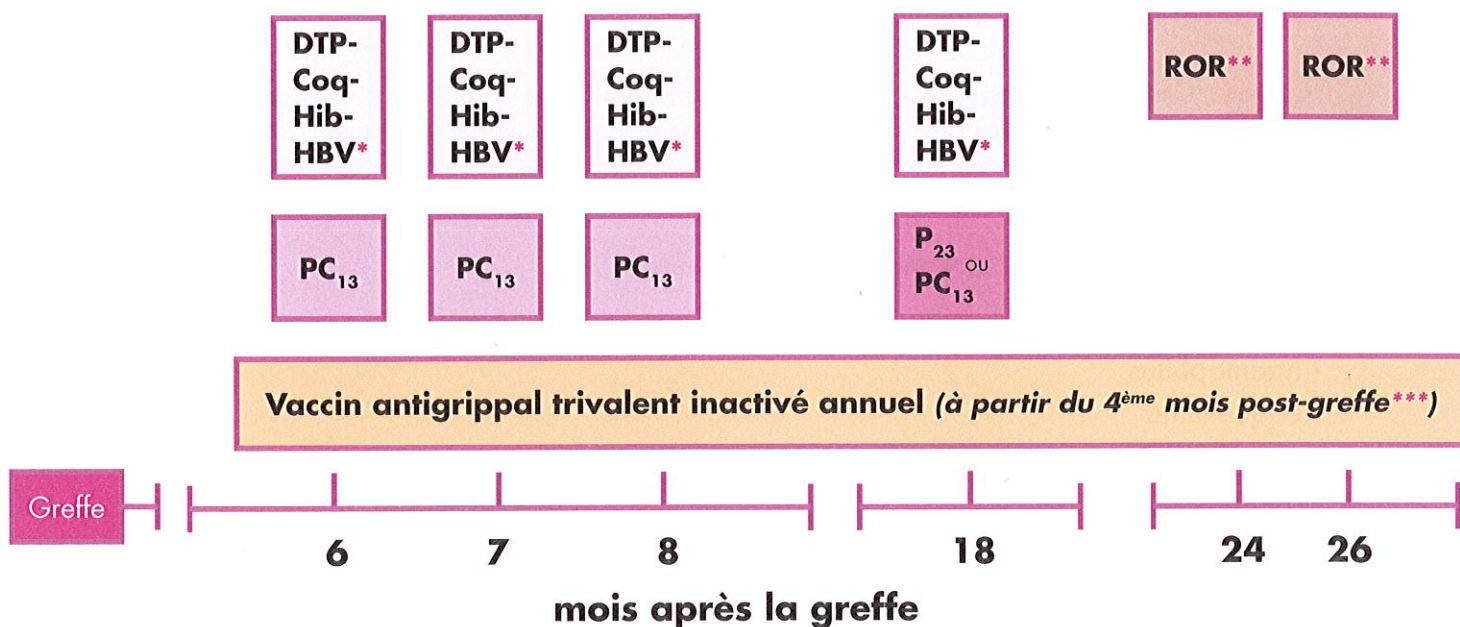 DTP-
Coq-
Hib-
HBV*
DTP-
Coq-
Hib-
HBV*
DTP-
Coq-
Hib-
HBV*
DTP-
Coq-
Hib-
HBV*
ROR**
ROR**
PC13
PC13
PC13
P23
OU
PC13
Vaccin antigrippal trivalent inactivé annuel (à partir du 4ème mois post-greffe***)
Greffe
6
7
8
18
24
26
mois après la greffe